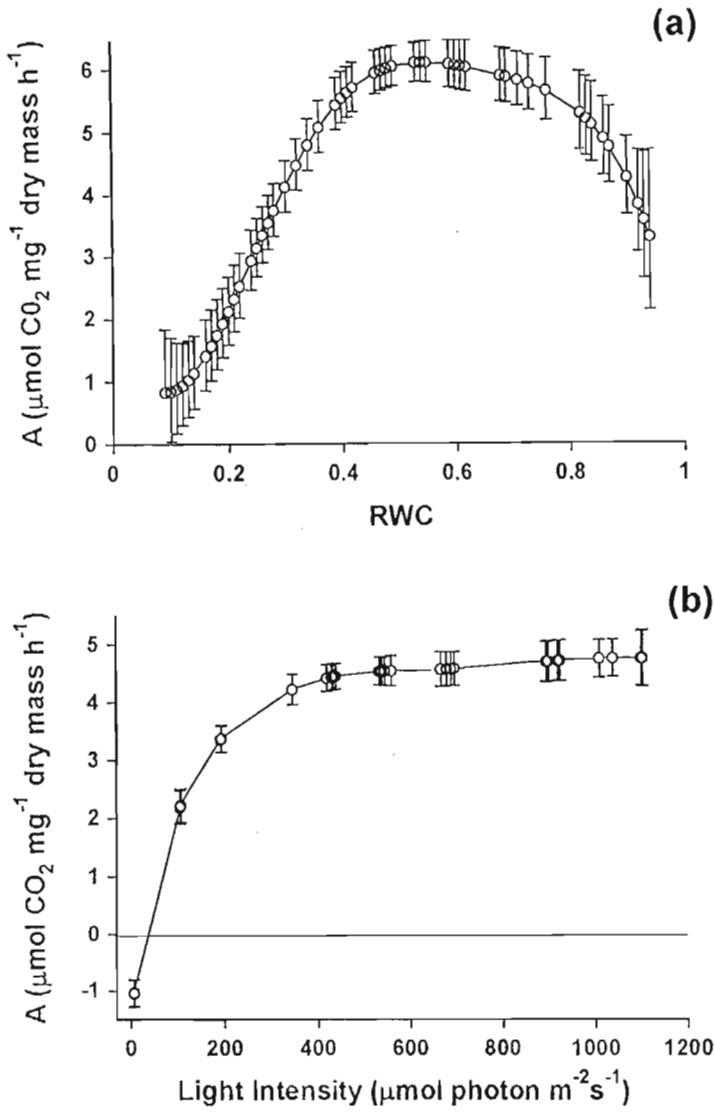 (a)
A (μmol C0₂ mg⁻¹ dry mass h⁻¹)
6
5
4
3
2
1
0
0 0.2 0.4 0.6 0.8 1
RWC
(b)
A (μmol CO₂ mg⁻¹ dry mass h⁻¹)
5
4
3
2
1
0
-1
0 200 400 600 800 1000 1200
Light Intensity (μmol photon m⁻²s⁻¹)